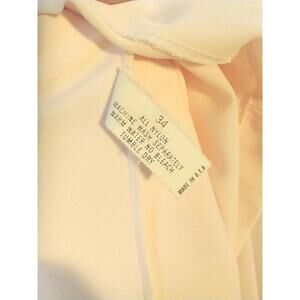 34
ALL NYLON
MACHINE WASH SEPARATELY
WARM WATER NO BLEACH
TUMBLE DRY
MADE IN U.S.A.